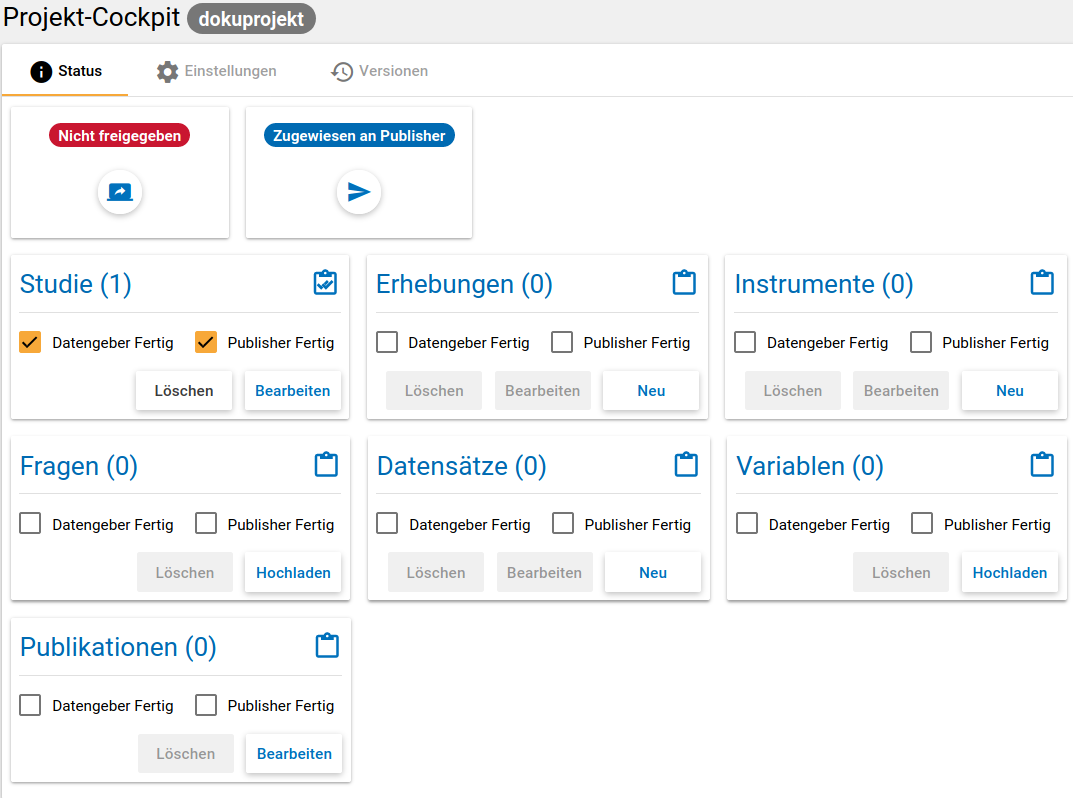 Projekt-Cockpit dokuprojekt
Status Einstellungen Versionen
Nicht freigegeben Zugewiesen an Publisher
Studie (1) Erhebungen (0) Instrumente (0)
Datengeber Fertig Publisher Fertig Datengeber Fertig Publisher Fertig Datengeber Fertig Publisher Fertig
Löschen Bearbeiten Löschen Bearbeiten Neu Löschen Bearbeiten Neu
Fragen (0) Datensätze (0) Variablen (0)
Datengeber Fertig Publisher Fertig Datengeber Fertig Publisher Fertig Datengeber Fertig Publisher Fertig
Löschen Hochladen Löschen Bearbeiten Neu Löschen Hochladen
Publikationen (0)
Datengeber Fertig Publisher Fertig
Löschen Bearbeiten